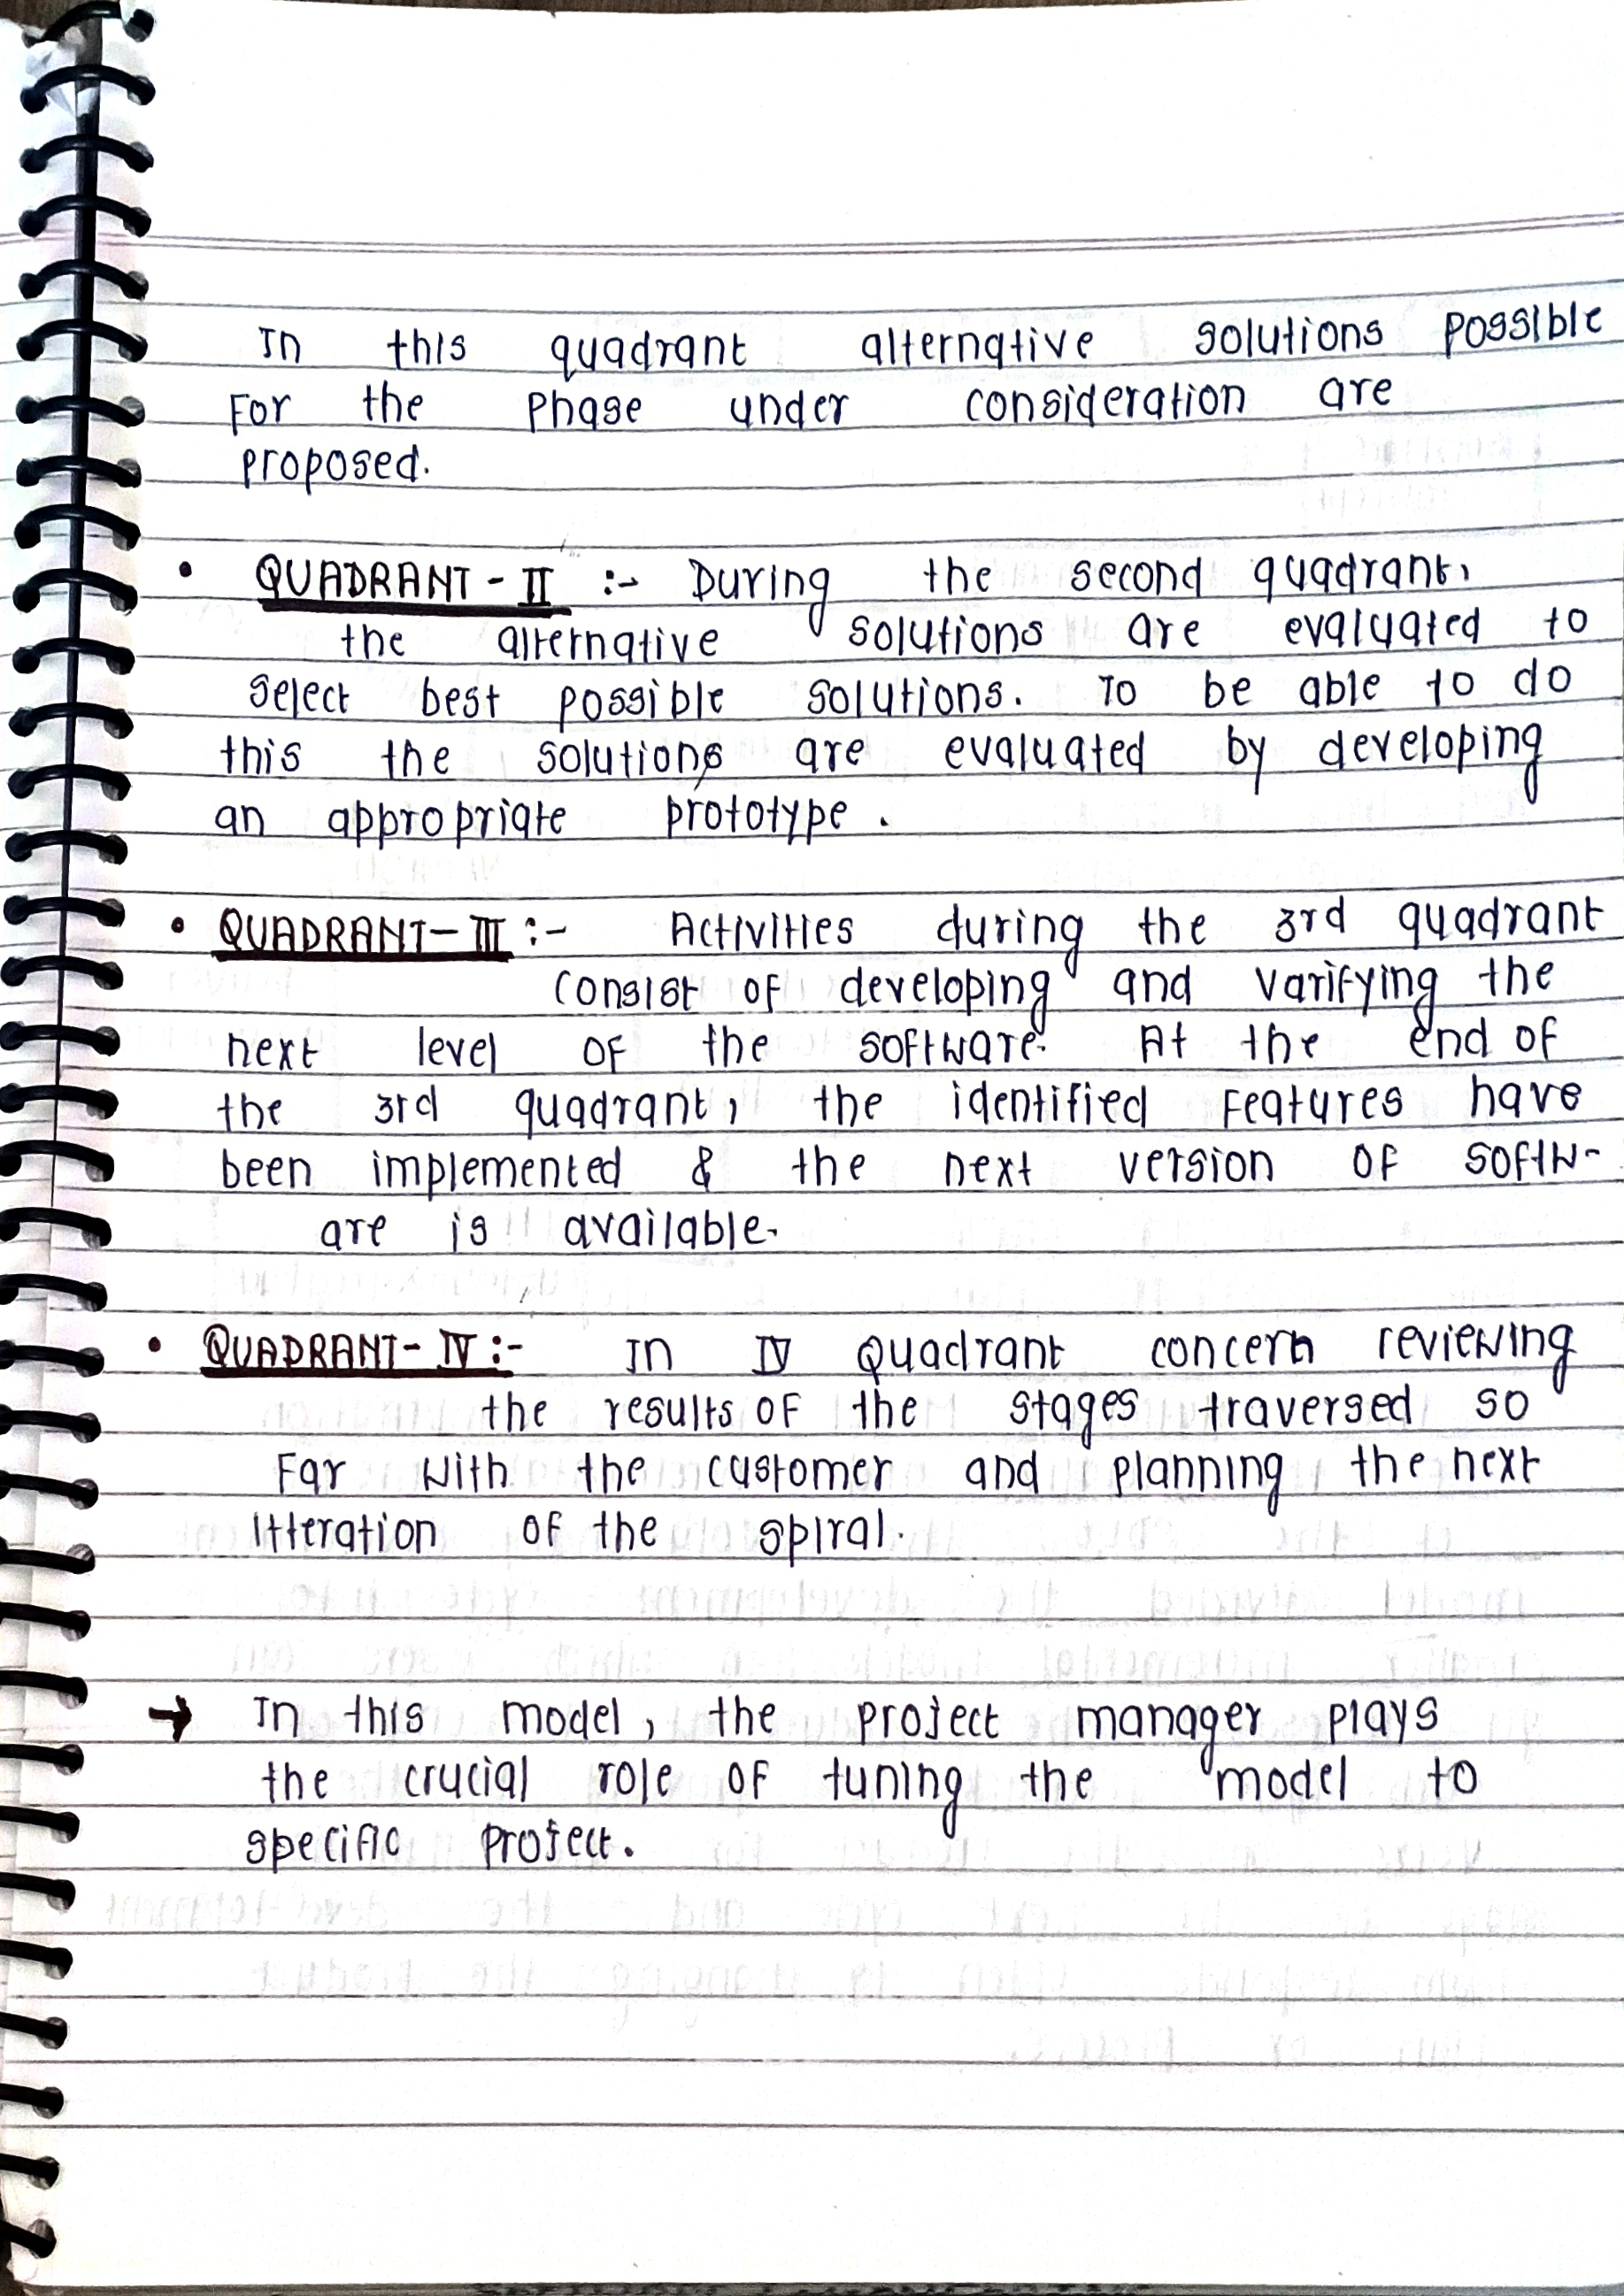 In this quadrant alternative solutions possible
For the Phase under consideration are
proposed.
• QUADRANT - II :- During the second quadrant,
the alternative solutions are evaluated to
select best possible solutions. To be able to do
this the solutions are evaluated by developing
an appropriate prototype.
• QUADRANT - III :- Activities during the 3rd quadrant
consist of developing and varifying the
next level of the software. At the end of
the 3rd quadrant, the identified Features have
been implemented & the next version of softw-
are is available.
• QUADRANT - IV :- In IV Quadrant concern reviewing
the results of the stages traversed so
Far with the customer and planning the next
itteration of the spiral.
→ In this model, the project manager plays
the crucial role of tuning the model to
specific project.